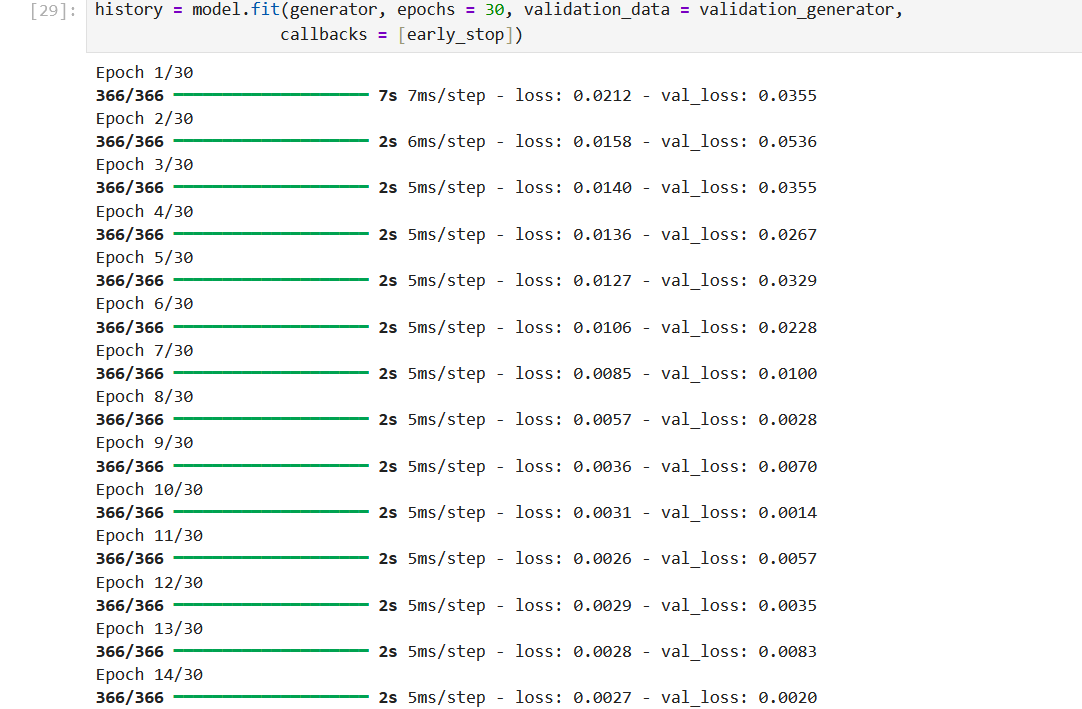 [29]: history = model.fit(generator, epochs = 30, validation_data = validation_generator,
callbacks = [early_stop])
Epoch 1/30
366/366 ━━━━━━━━━━━━━━━━━━━━ 7s 7ms/step - loss: 0.0212 - val_loss: 0.0355
Epoch 2/30
366/366 ━━━━━━━━━━━━━━━━━━━━ 2s 6ms/step - loss: 0.0158 - val_loss: 0.0536
Epoch 3/30
366/366 ━━━━━━━━━━━━━━━━━━━━ 2s 5ms/step - loss: 0.0140 - val_loss: 0.0355
Epoch 4/30
366/366 ━━━━━━━━━━━━━━━━━━━━ 2s 5ms/step - loss: 0.0136 - val_loss: 0.0267
Epoch 5/30
366/366 ━━━━━━━━━━━━━━━━━━━━ 2s 5ms/step - loss: 0.0127 - val_loss: 0.0329
Epoch 6/30
366/366 ━━━━━━━━━━━━━━━━━━━━ 2s 5ms/step - loss: 0.0106 - val_loss: 0.0228
Epoch 7/30
366/366 ━━━━━━━━━━━━━━━━━━━━ 2s 5ms/step - loss: 0.0085 - val_loss: 0.0100
Epoch 8/30
366/366 ━━━━━━━━━━━━━━━━━━━━ 2s 5ms/step - loss: 0.0057 - val_loss: 0.0028
Epoch 9/30
366/366 ━━━━━━━━━━━━━━━━━━━━ 2s 5ms/step - loss: 0.0036 - val_loss: 0.0070
Epoch 10/30
366/366 ━━━━━━━━━━━━━━━━━━━━ 2s 5ms/step - loss: 0.0031 - val_loss: 0.0014
Epoch 11/30
366/366 ━━━━━━━━━━━━━━━━━━━━ 2s 5ms/step - loss: 0.0026 - val_loss: 0.0057
Epoch 12/30
366/366 ━━━━━━━━━━━━━━━━━━━━ 2s 5ms/step - loss: 0.0029 - val_loss: 0.0035
Epoch 13/30
366/366 ━━━━━━━━━━━━━━━━━━━━ 2s 5ms/step - loss: 0.0028 - val_loss: 0.0083
Epoch 14/30
366/366 ━━━━━━━━━━━━━━━━━━━━ 2s 5ms/step - loss: 0.0027 - val_loss: 0.0020